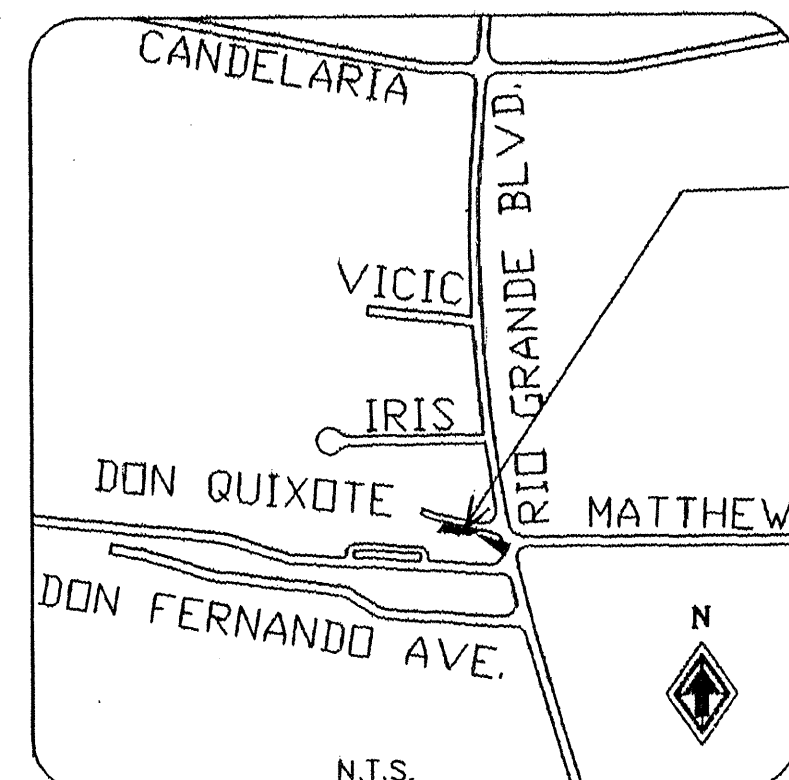 CANDELARIA
RIO GRANDE BLVD.
VICIC
IRIS
DON QUIXOTE
MATTHEW
DON FERNANDO AVE.
N
N.T.S.